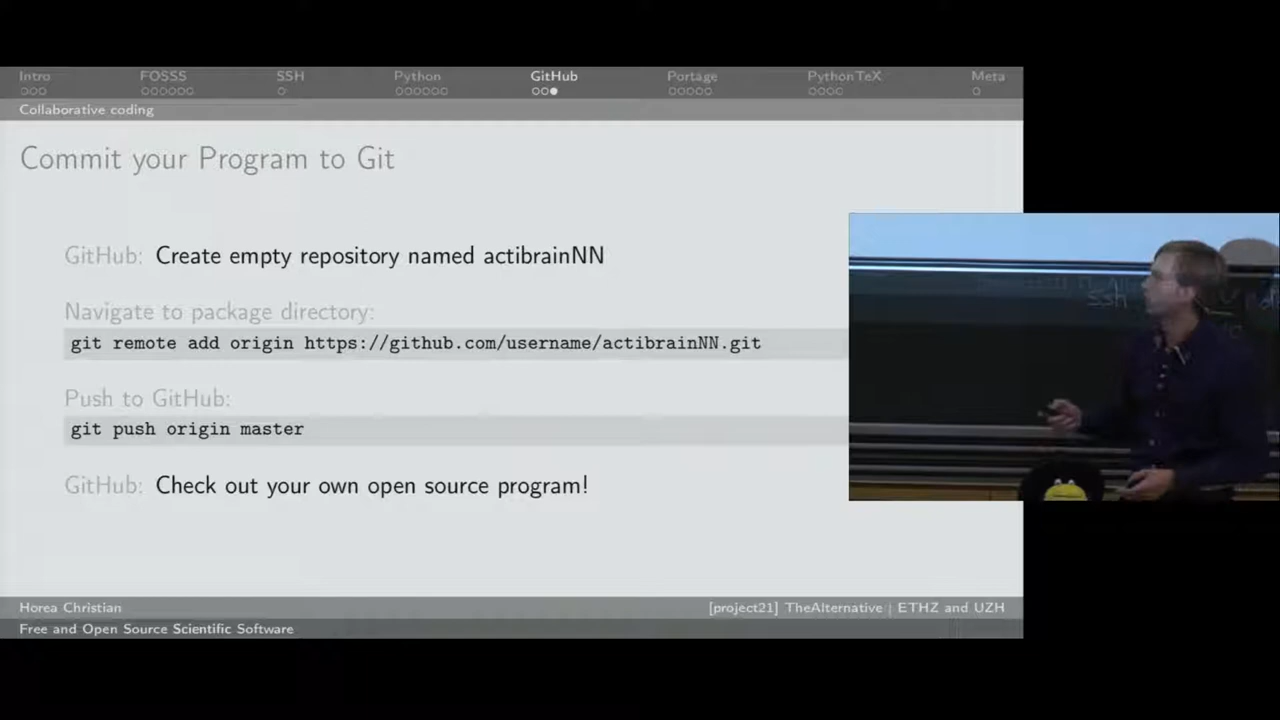 Intro FOSSS SSH Python GitHub Portage PythonTeX Meta
Collaborative coding
Commit your Program to Git
GitHub: Create empty repository named actibrainNN
Navigate to package directory:
git remote add origin https://github.com/username/actibrainNN.git
ssh
Push to GitHub:
git push origin master
GitHub: Check out your own open source program!
Horea Christian [project21] TheAlternative | ETHZ and UZH
Free and Open Source Scientific Software